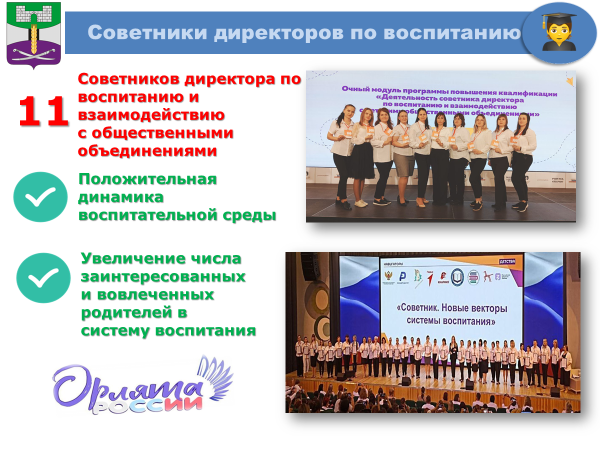 Советники директоров по воспитанию
11
Советников директора по
воспитанию и
взаимодействию
с общественными
объединениями
Положительная
динамика
воспитательной среды
Увеличение числа
заинтересованных
и вовлеченных
родителей в
систему воспитания
Орлята
РОССИИ
Очный модуль программы повышения квалификации
«Деятельность советника директора
по воспитанию и взаимодействию
общественными объединениями»
ДЕТСТВА
«Советник. Новые векторы
системы воспитания»